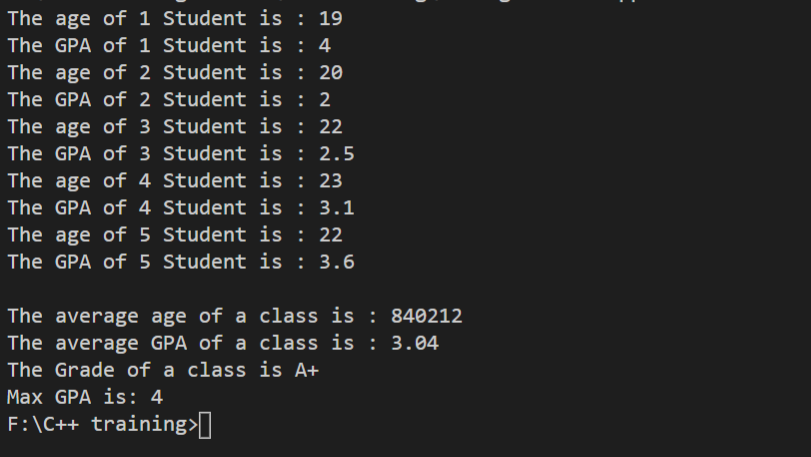 The age of 1 Student is : 19
The GPA of 1 Student is : 4
The age of 2 Student is : 20
The GPA of 2 Student is : 2
The age of 3 Student is : 22
The GPA of 3 Student is : 2.5
The age of 4 Student is : 23
The GPA of 4 Student is : 3.1
The age of 5 Student is : 22
The GPA of 5 Student is : 3.6
The average age of a class is : 840212
The average GPA of a class is : 3.04
The Grade of a class is A+
Max GPA is: 4
F:\C++ training>